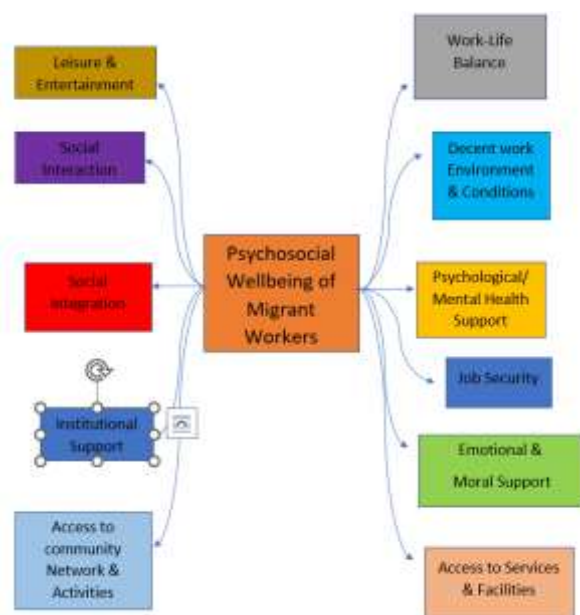 Leisure &
Entertainment
Social
Interaction
Social
Integration
Institutional
Support
Access to
community
Network &
Activities
Psychosocial
Wellbeing of
Migrant
Workers
Work-Life
Balance
Decent work
Environment
& Conditions
Psychological/
Mental Health
Support
Job Security
Emotional &
Moral Support
Access to Services
& Facilities